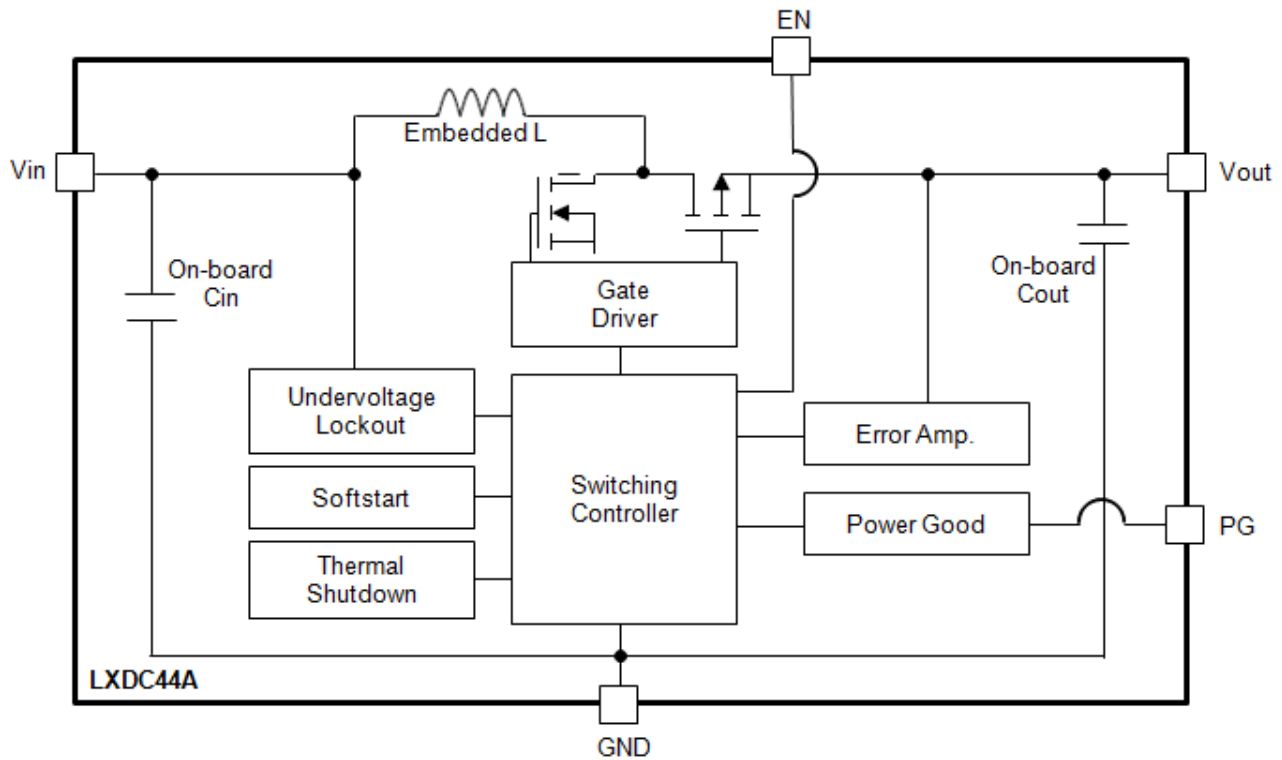 EN
Embedded L
Vin
Vout
On-board
Cin
Gate
Driver
On-board
Cout
Undervoltage
Lockout
Error Amp.
Softstart
Switching
Controller
Power Good
PG
Thermal
Shutdown
LXDC44A
GND